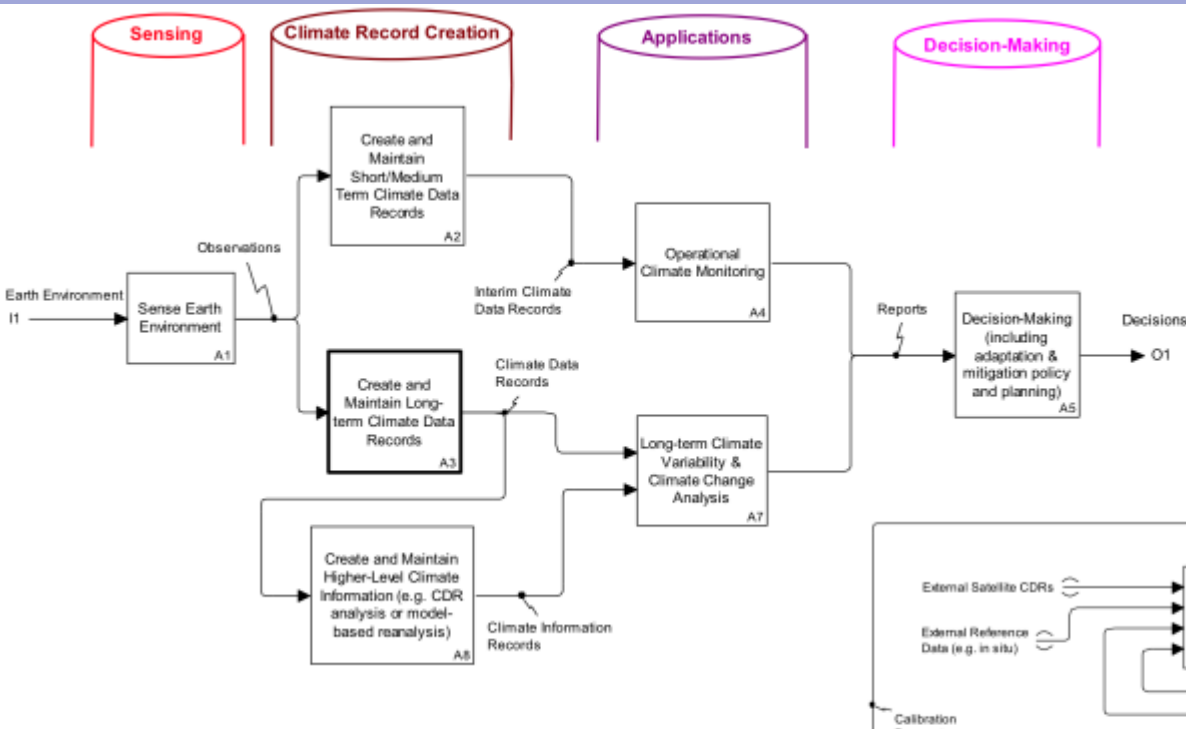 Sensing
Climate Record Creation
Applications
Decision-Making
Create and
Maintain
Short/Medium
Term Climate Data
Records
A2
Observations
Earth Environment
I1
Sense Earth
Environment
A1
Interim Climate
Data Records
Operational
Climate Monitoring
A4
Reports
Decision-Making
(including
adaptation &
mitigation policy
and planning)
A5
Decisions
O1
Create and
Maintain Long-
term Climate Data
Records
A3
Climate Data
Records
Long-term Climate
Variability &
Climate Change
Analysis
A7
Create and Maintain
Higher-Level Climate
Information (e.g. CDR
analysis or model-
based reanalysis)
A6
Climate Information
Records
External Satellite CDRs
External Reference
Data (e.g. in situ)
Calibration